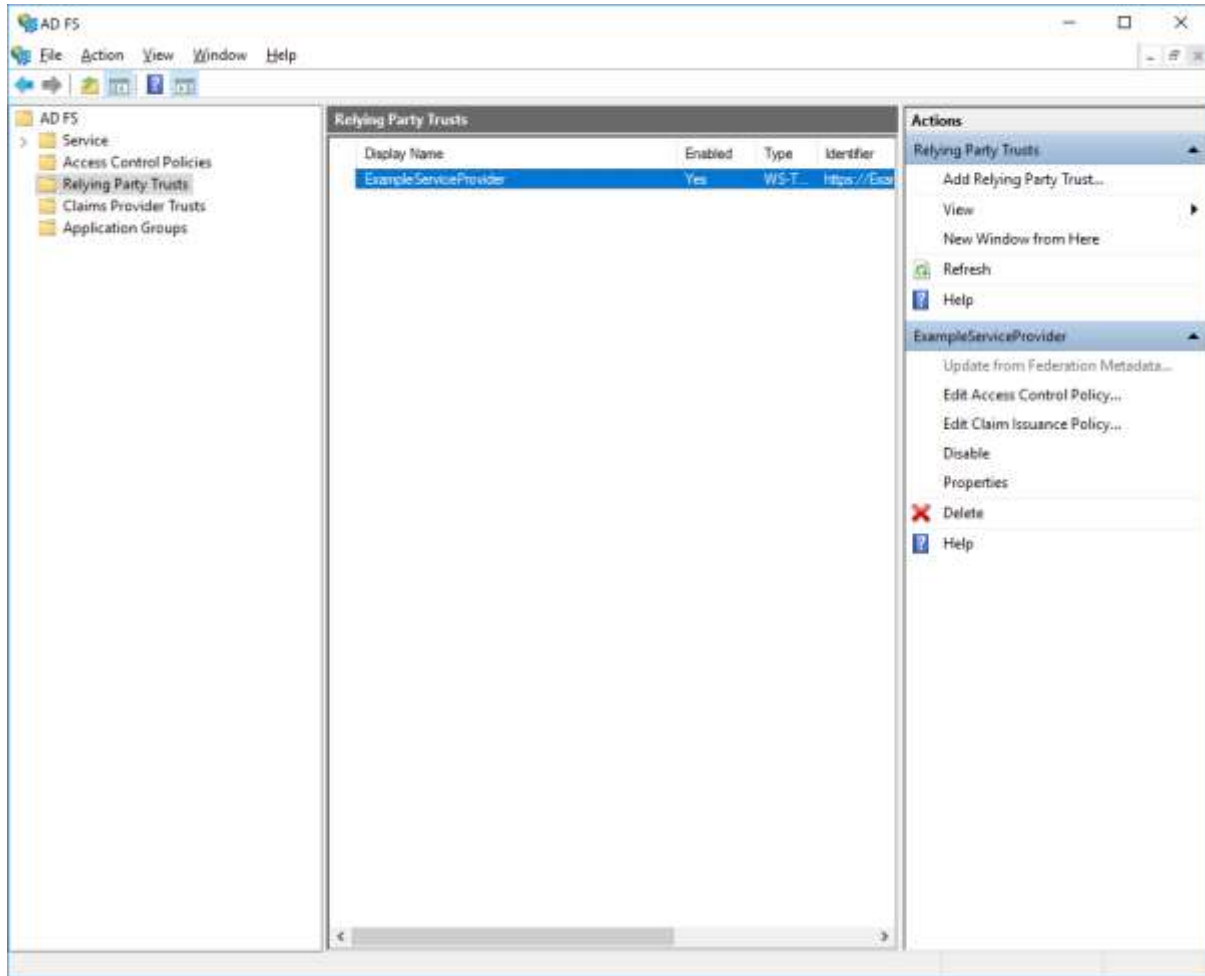 AD FS
File Action View Window Help
AD FS
Service
Access Control Policies
Relying Party Trusts
Claims Provider Trusts
Application Groups
Relying Party Trusts
Display Name Enabled Type Identifier
ExampleServiceProvider Yes WS-T... https://Exar
Actions
Relying Party Trusts
Add Relying Party Trust...
View
New Window from Here
Refresh
Help
ExampleServiceProvider
Update from Federation Metadata...
Edit Access Control Policy...
Edit Claim Issuance Policy...
Disable
Properties
Delete
Help